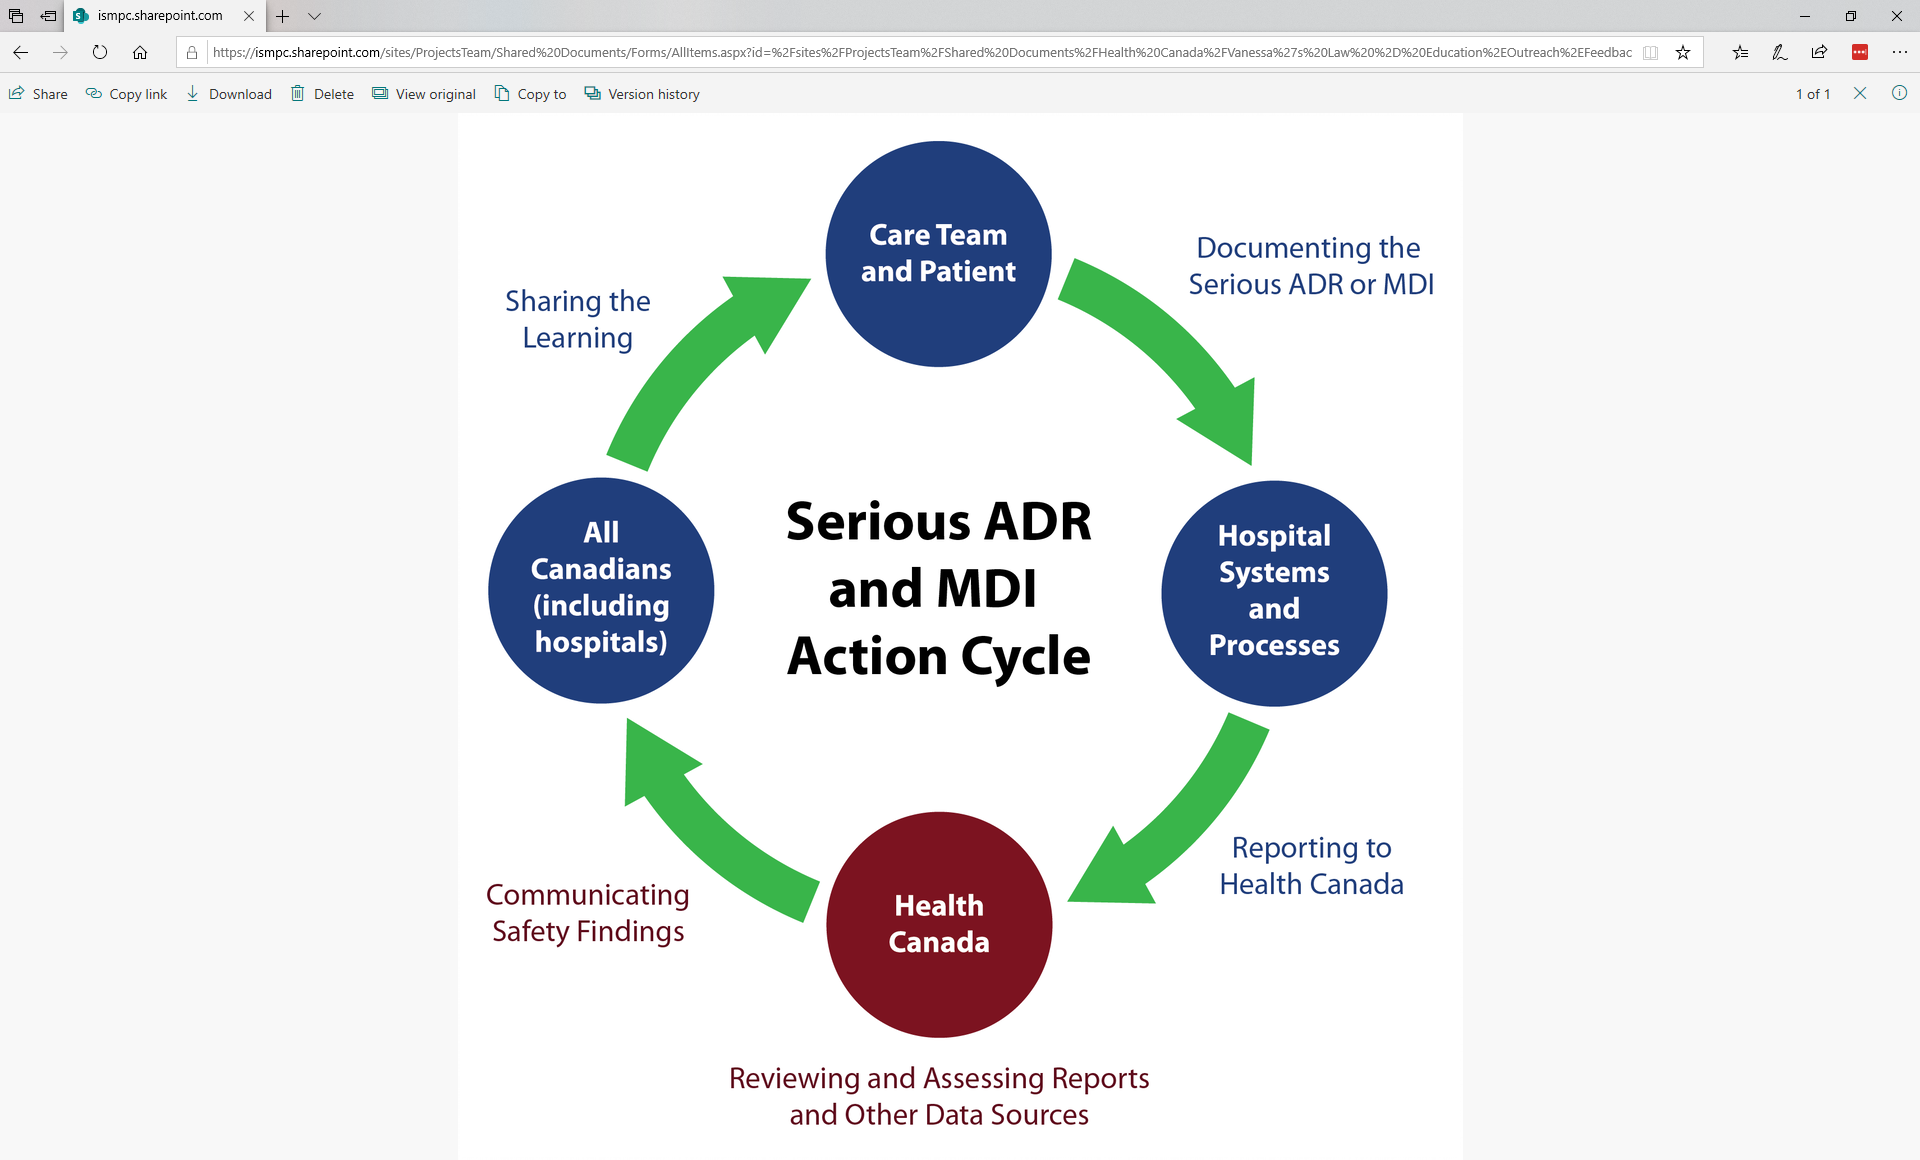 ismpc.sharepoint.com
https://ismpc.sharepoint.com/sites/ProjectsTeam/Shared%20Documents/Forms/AllItems.aspx?id=%2Fsites%2FProjectsTeam%2FShared%20Documents%2FHealth%20Canada%2FVanessa%27s%20Law%20%2D%20Education%2EOutreach%2EFeedbac
Share
Copy link
Download
Delete
View original
Copy to
Version history
1 of 1
Care Team
and Patient
Documenting the
Serious ADR or MDI
Sharing the
Learning
Serious ADR
and MDI
Action Cycle
All
Canadians
(including
hospitals)
Hospital
Systems
and
Processes
Reporting to
Health Canada
Communicating
Safety Findings
Health
Canada
Reviewing and Assessing Reports
and Other Data Sources